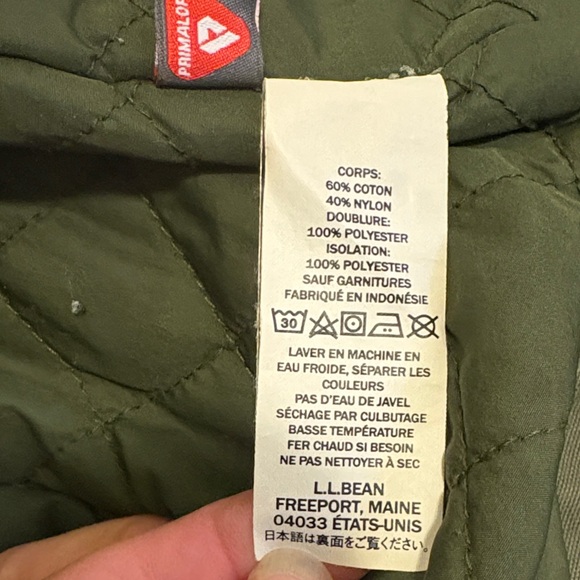 PRIMALOF
CORPS:
60% COTON
40% NYLON
DOUBLURE:
100% POLYESTER
ISOLATION:
100% POLYESTER
SAUF GARNITURES
FABRIQUÉ EN INDONÉSIE
30
LAVER EN MACHINE EN
EAU FROIDE, SÉPARER LES
COULEURS
PAS D'EAU DE JAVEL
SÉCHAGE PAR CULBUTAGE
BASSE TEMPÉRATURE
FER CHAUD SI BESOIN
NE PAS NETTOYER À SEC
L.L.BEAN
FREEPORT, MAINE
04033 ÉTATS-UNIS
日本語は裏面をご覧ください。